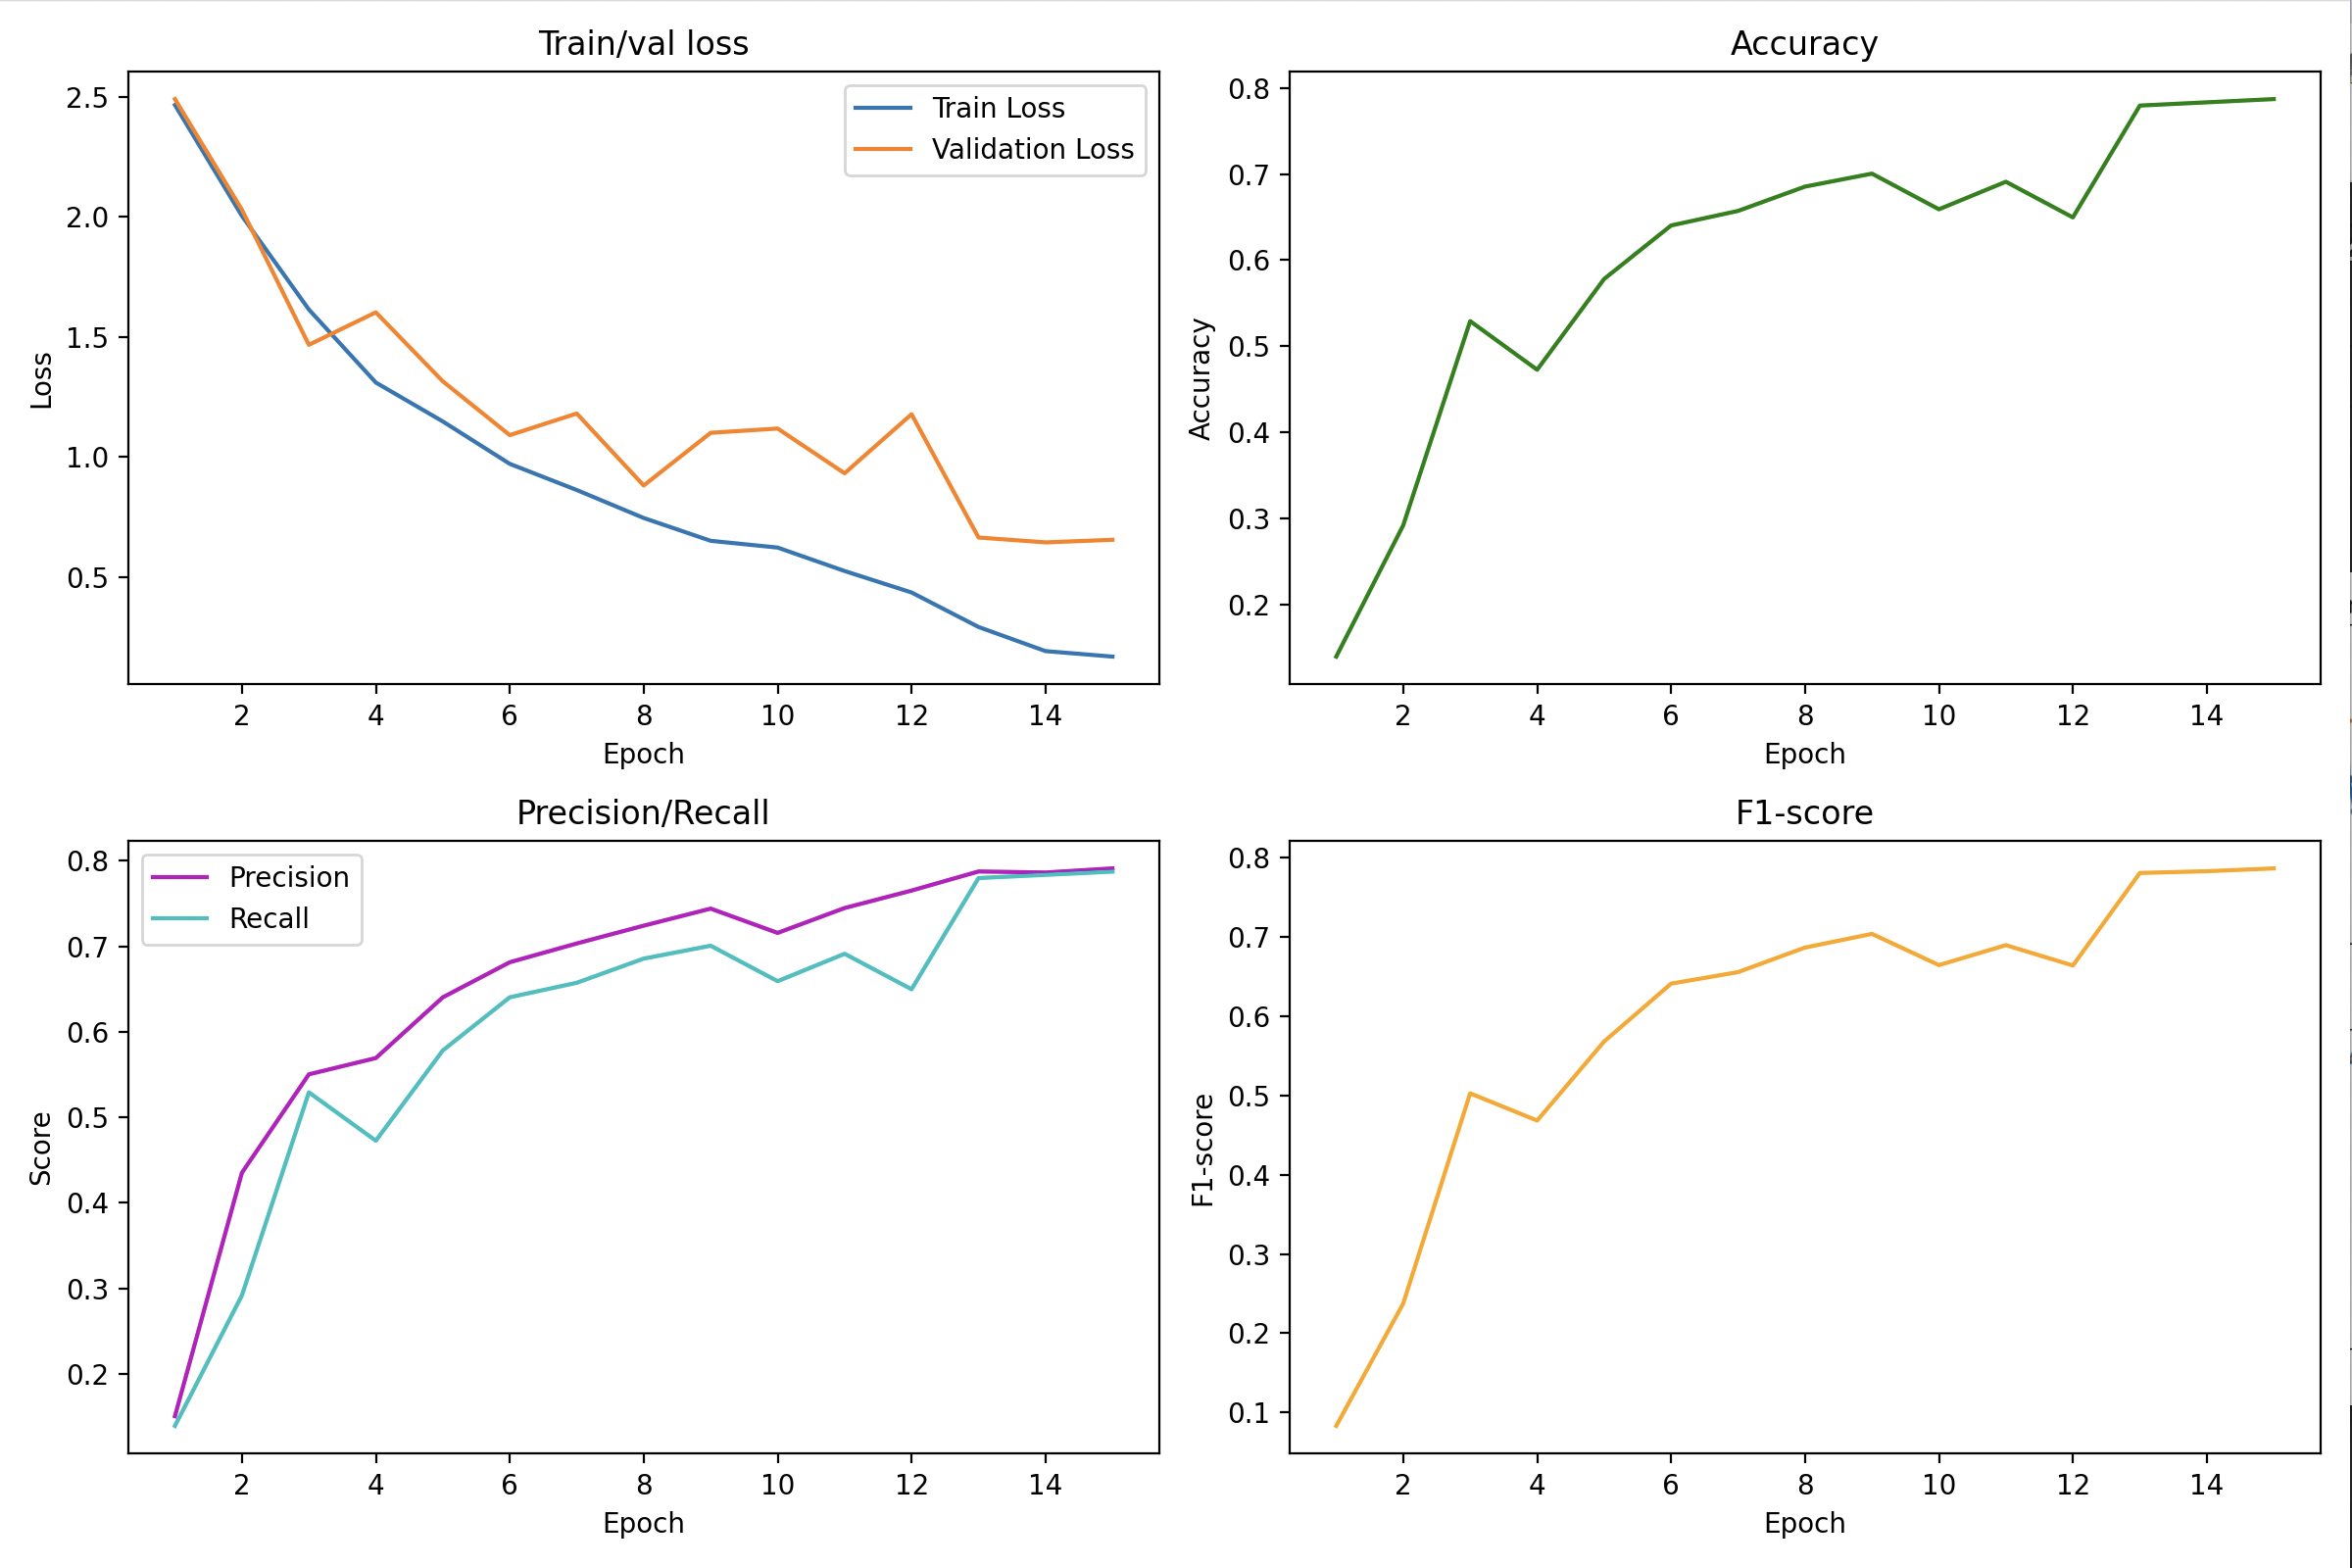 Train/val loss
2.5
2.0
1.5
1.0
0.5
Loss
Train Loss
Validation Loss
2 4 6 8 10 12 14
Epoch
Accuracy
0.8
0.7
0.6
0.5
0.4
0.3
0.2
Accuracy
2 4 6 8 10 12 14
Epoch
Precision/Recall
0.8
0.7
0.6
0.5
0.4
0.3
0.2
Score
Precision
Recall
2 4 6 8 10 12 14
Epoch
F1-score
0.8
0.7
0.6
0.5
0.4
0.3
0.2
0.1
F1-score
2 4 6 8 10 12 14
Epoch